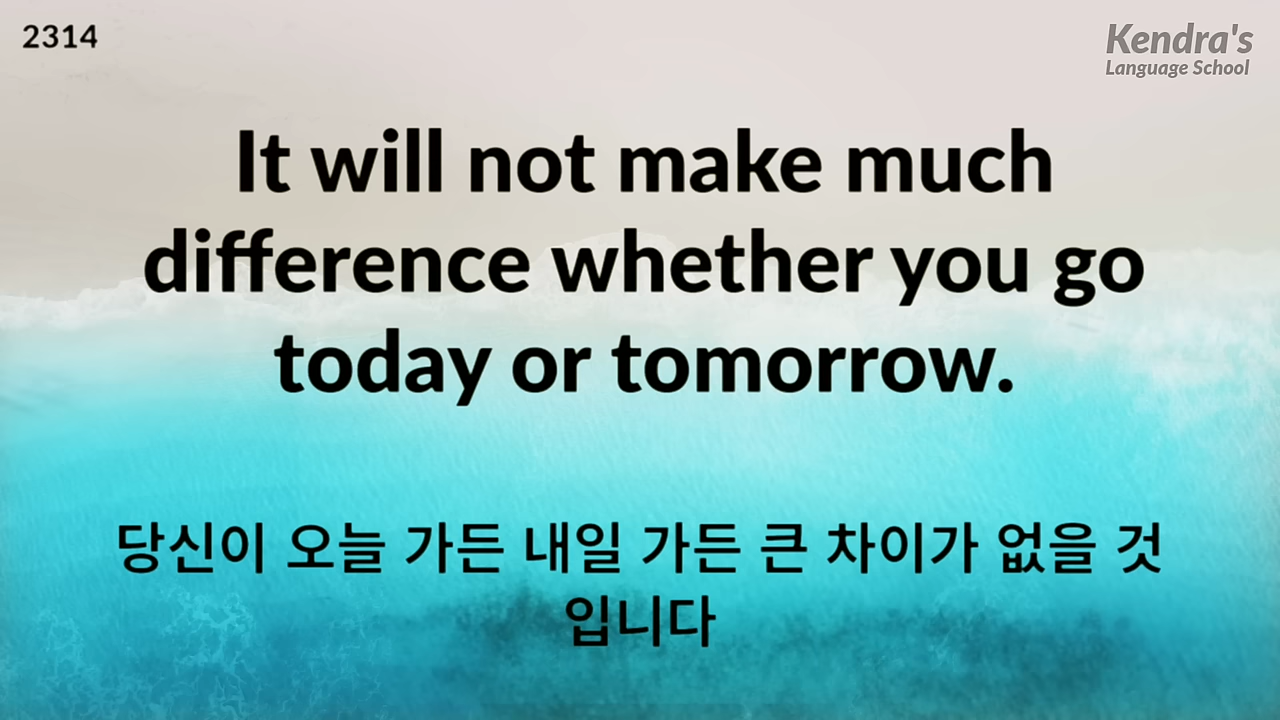 2314
Kendra's
Language School
It will not make much
difference whether you go
today or tomorrow.
당신이 오늘 가든 내일 가든 큰 차이가 없을 것
입니다